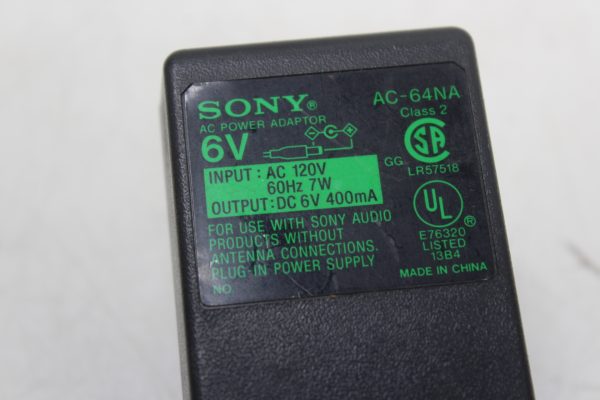 SONY®
AC POWER ADAPTOR
6V
INPUT : AC 120V
60Hz 7W
OUTPUT : DC 6V 400mA
FOR USE WITH SONY AUDIO
PRODUCTS WITHOUT
ANTENNA CONNECTIONS.
PLUG-IN POWER SUPPLY
NO.
AC-64NA
Class 2
GG
SA
LR57518
UL®
E76320
LISTED
13B4
MADE IN CHINA